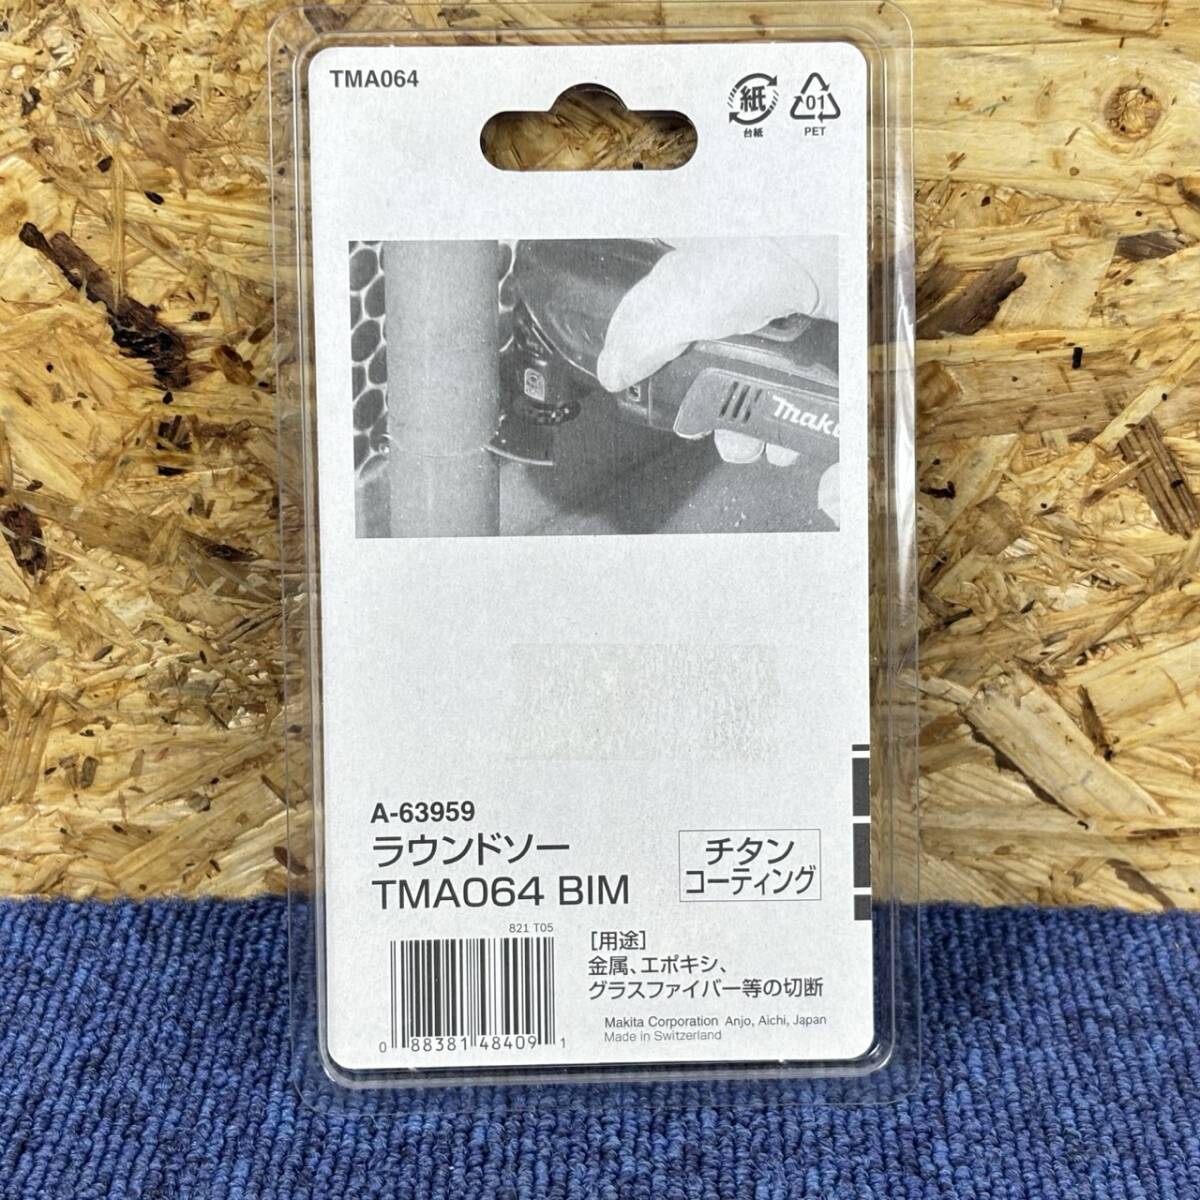 TMA064
紙
台紙
01
PET
A-63959
ラウンドソー
TMA064 BIM
チタン
コーティング
821 T05
[用途]
金属、エポキシ、
グラスファイバー等の切断
Makita Corporation Anjo, Aichi, Japan
Made in Switzerland
0 88381 48409 1